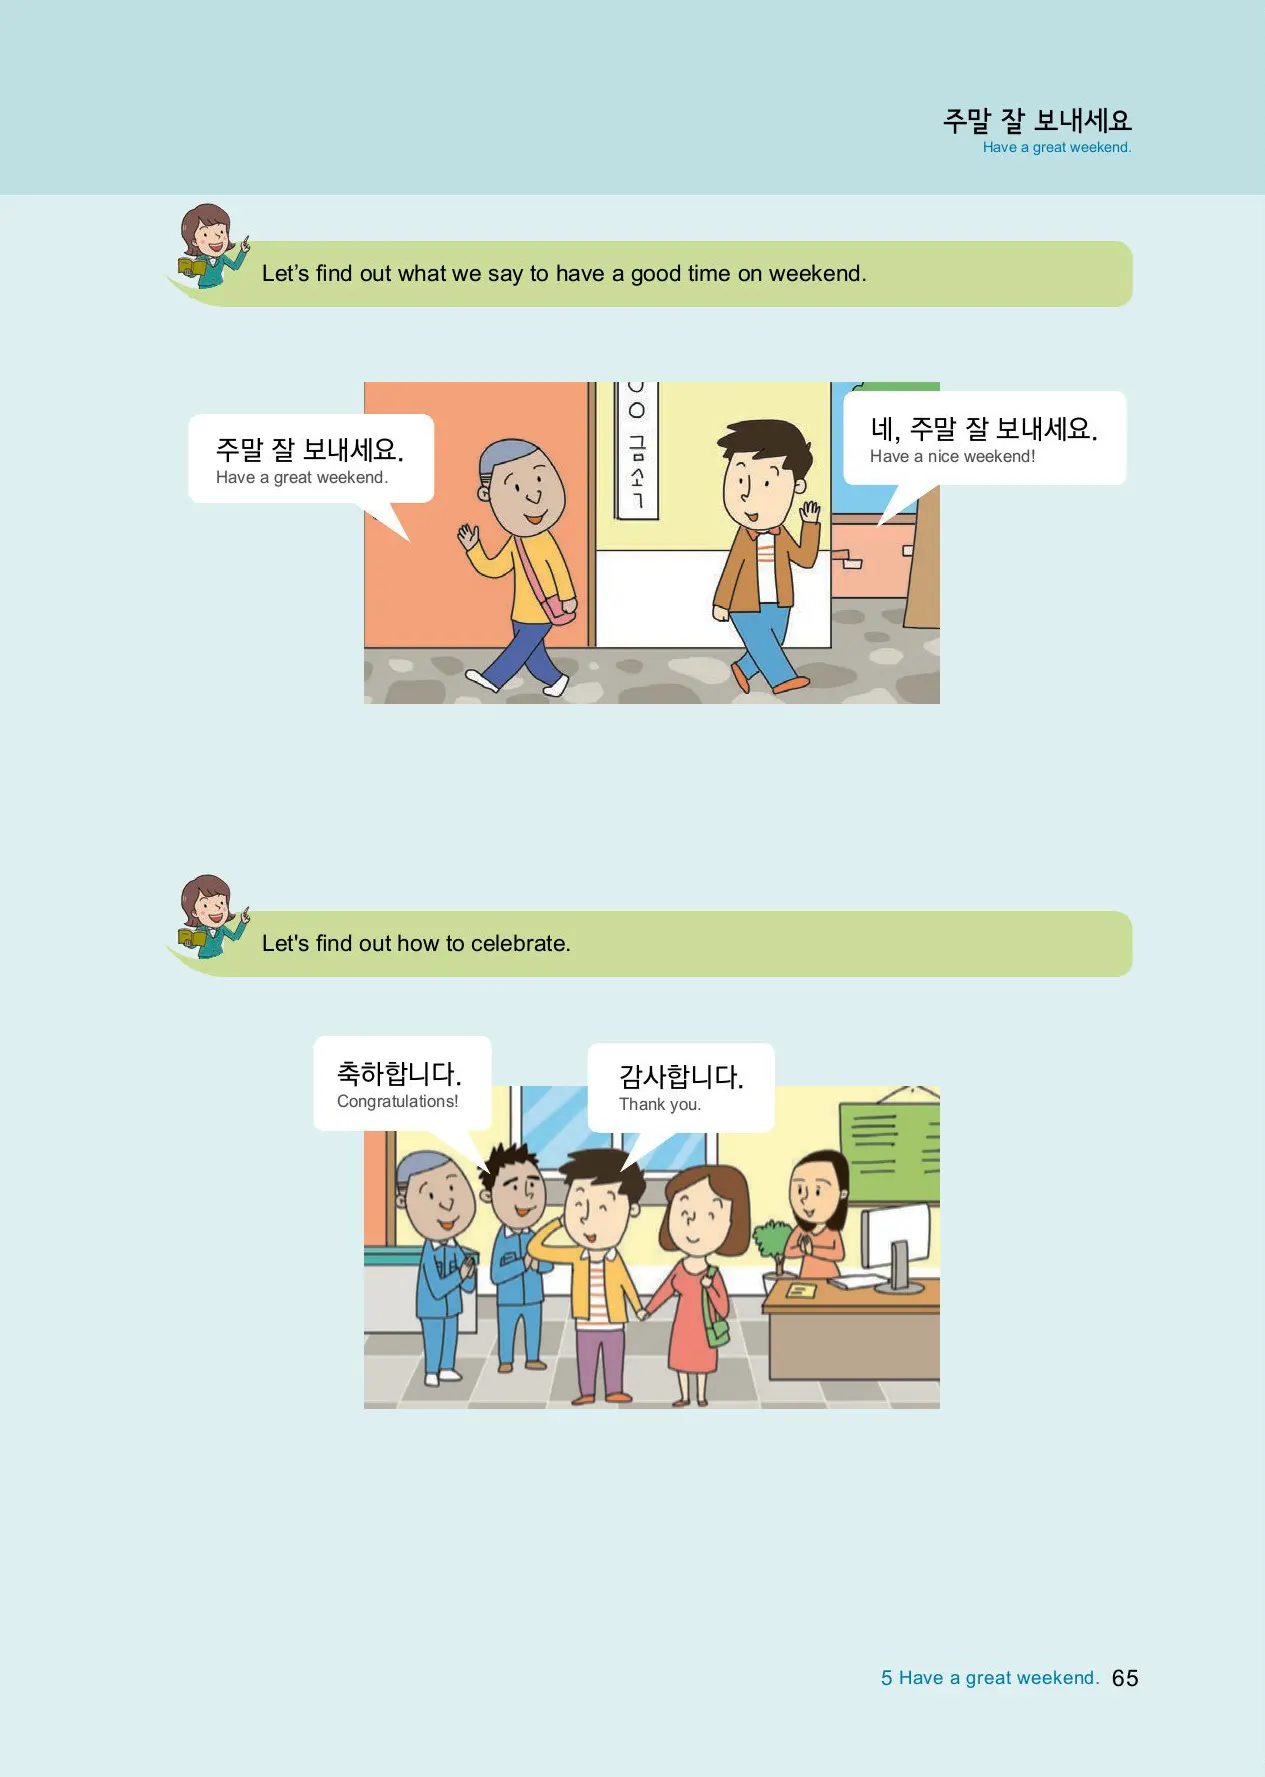 주말 잘 보내세요
Have a great weekend.
Let’s find out what we say to have a good time on weekend.
주말 잘 보내세요.
Have a great weekend.
네, 주말 잘 보내세요.
Have a nice weekend!
금
소
Let's find out how to celebrate.
축하합니다.
Congratulations!
감사합니다.
Thank you.
5 Have a great weekend. 65